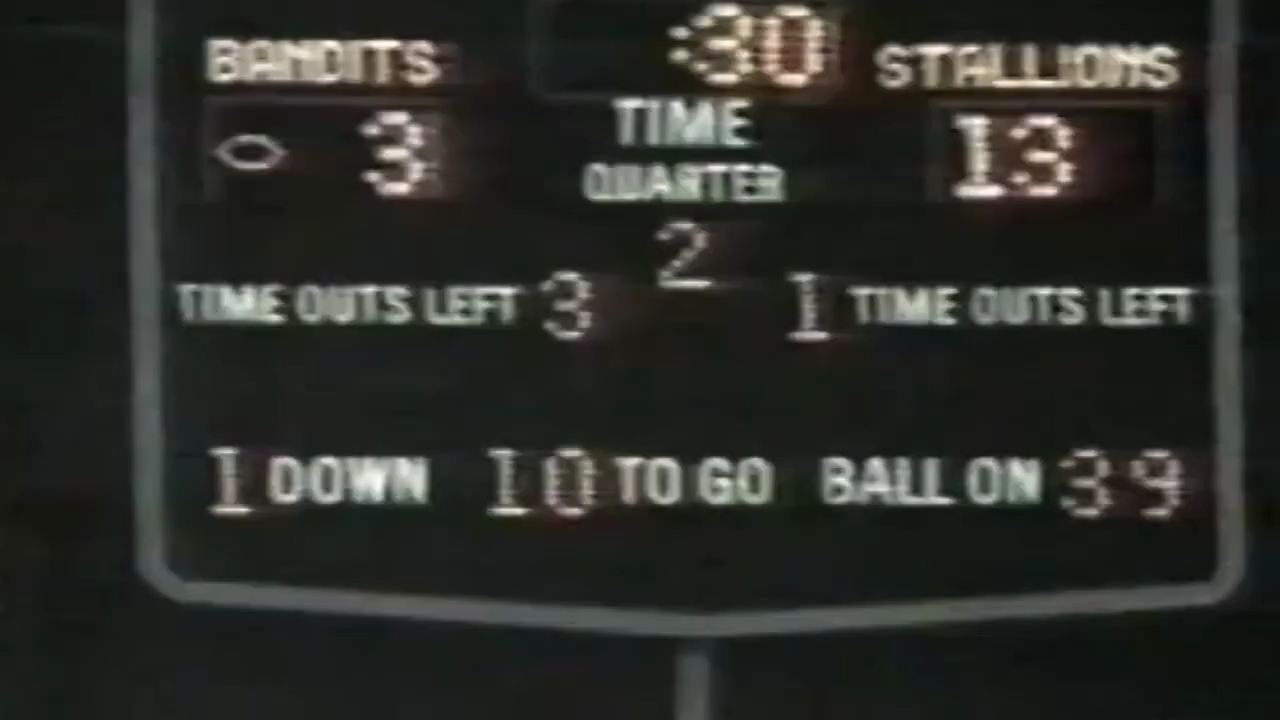 BANDITS :30 STALLIONS
3 TIME 13
QUARTER
2
TIME OUTS LEFT 3 1 TIME OUTS LEFT
1 DOWN 10 TO GO BALL ON 39